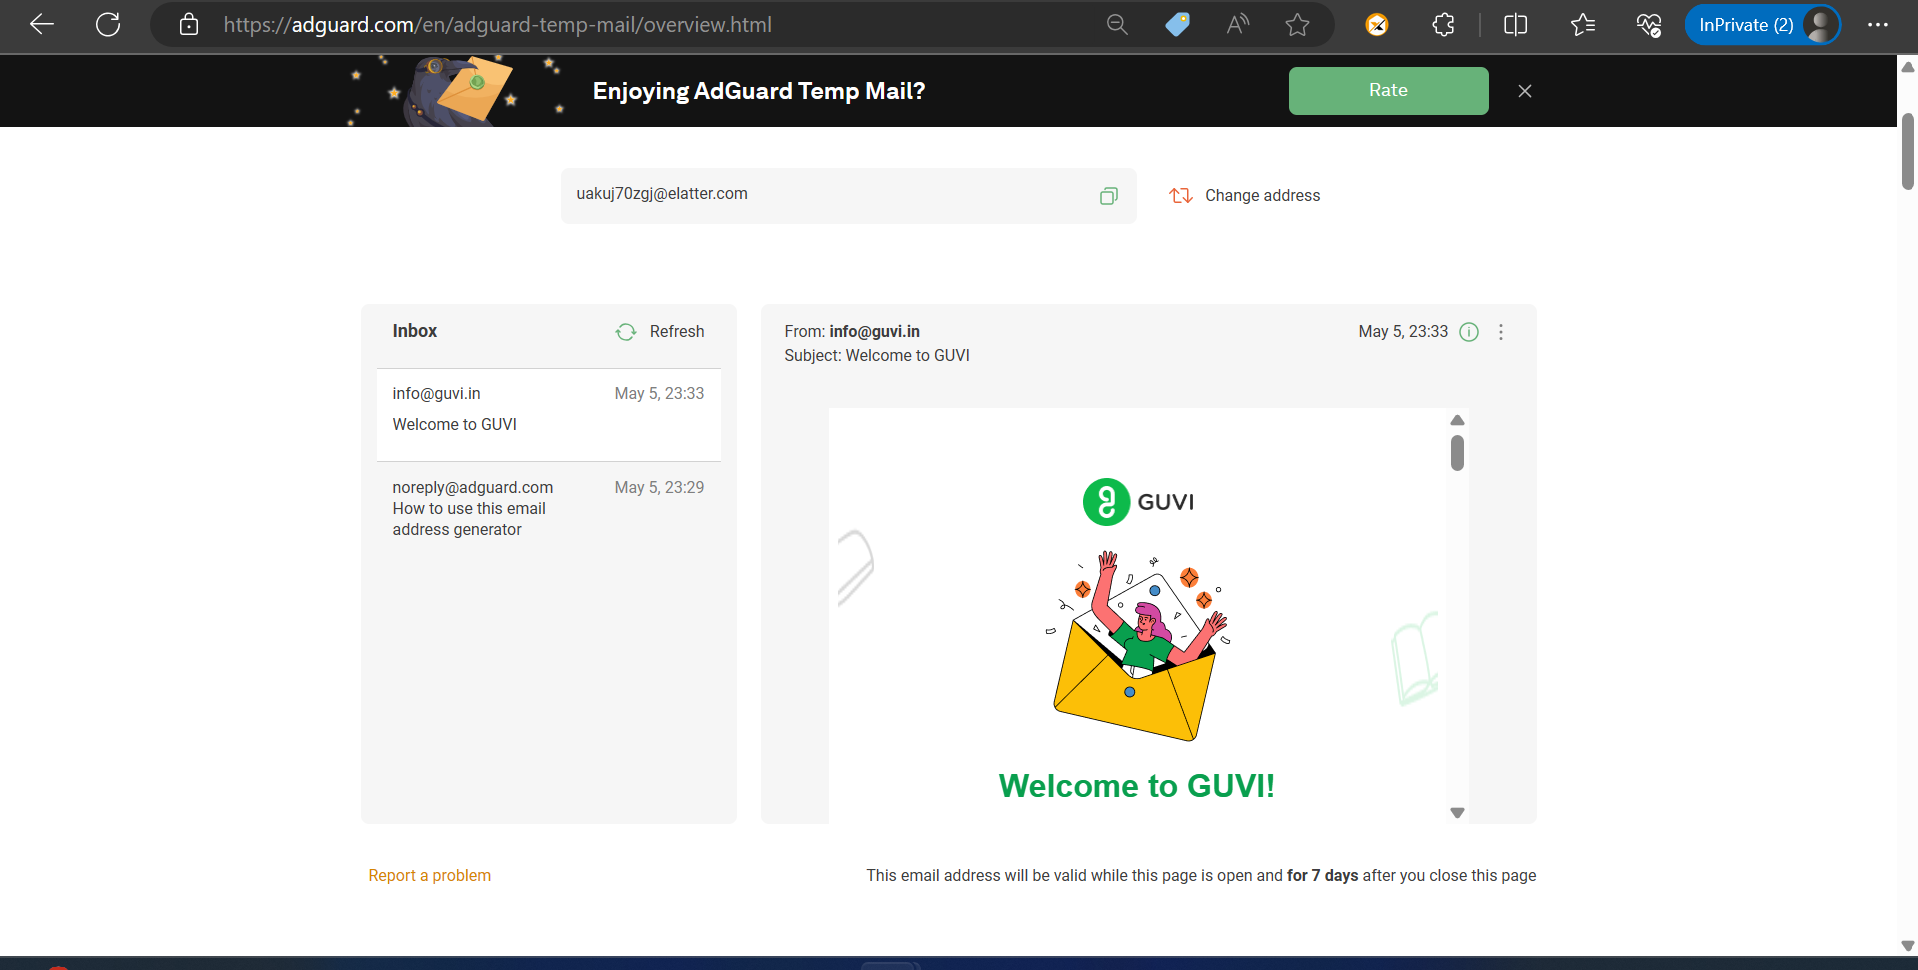 https://adguard.com/en/adguard-temp-mail/overview.html
InPrivate (2)
Enjoying AdGuard Temp Mail?
Rate
uakuj70zgj@elatter.com
Change address
Inbox
Refresh
info@guvi.in
May 5, 23:33
Welcome to GUVI
noreply@adguard.com
May 5, 23:29
How to use this email
address generator
From: info@guvi.in
May 5, 23:33
Subject: Welcome to GUVI
GUVI
Welcome to GUVI!
Report a problem
This email address will be valid while this page is open and for 7 days after you close this page